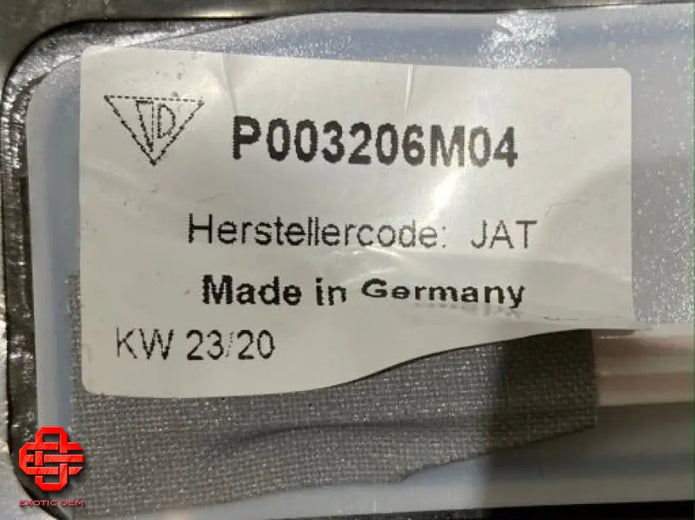 P003206M04
Herstellercode: JAT
Made in Germany
KW 23/20
EXOTIC OEM